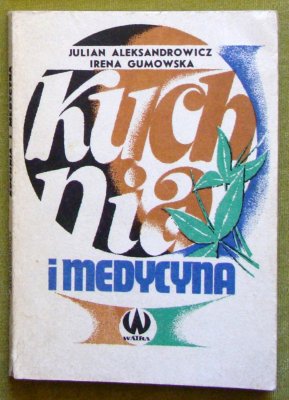 JULIAN ALEKSANDROWICZ
IRENA GUMOWSKA
Kuch
nia
i MEDYCYNA
WATRA